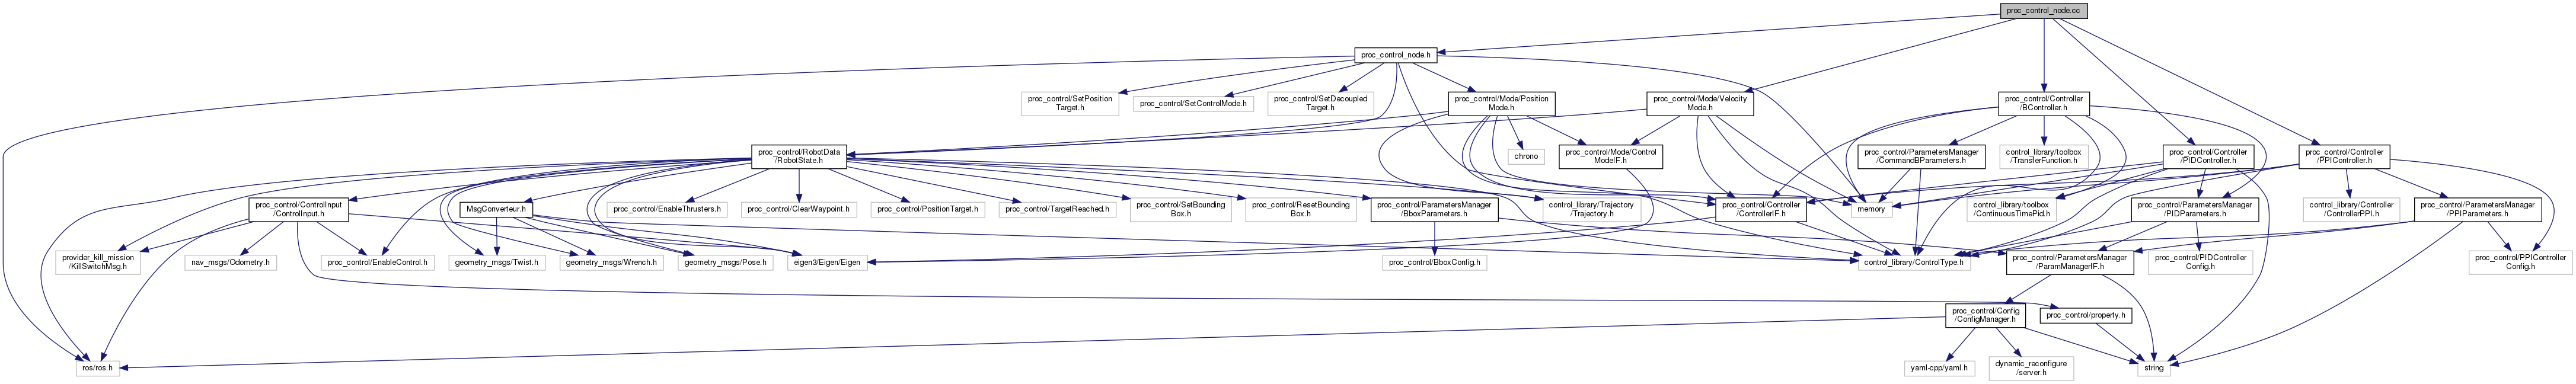 proc_control_node.cc
proc_control_node.h
proc_control/SetPosition
Target.h
proc_control/SetControlMode.h
proc_control/SetDecoupled
Target.h
proc_control/Mode/Position
Mode.h
proc_control/Mode/Velocity
Mode.h
proc_control/Controller
/BController.h
proc_control/RobotData
/RobotState.h
chrono
proc_control/Mode/Control
ModeIF.h
proc_control/ParametersManager
/CommandBParameters.h
control_library/toolbox
/TransferFunction.h
proc_control/Controller
/PIDController.h
proc_control/Controller
/PPIController.h
proc_control/ControlInput
/ControlInput.h
MsgConverteur.h
proc_control/EnableThrusters.h
proc_control/ClearWaypoint.h
proc_control/PositionTarget.h
proc_control/TargetReached.h
proc_control/SetBounding
Box.h
proc_control/ResetBounding
Box.h
proc_control/ParametersManager
/BboxParameters.h
control_library/Trajectory
/Trajectory.h
proc_control/Controller
/ControllerIF.h
memory
control_library/toolbox
/ContinuousTimePid.h
proc_control/ParametersManager
/PIDParameters.h
control_library/Controller
/ControllerPPI.h
proc_control/ParametersManager
/PPIParameters.h
provider_kill_mission
/KillSwitchMsg.h
nav_msgs/Odometry.h
proc_control/EnableControl.h
geometry_msgs/Twist.h
geometry_msgs/Wrench.h
geometry_msgs/Pose.h
eigen3/Eigen/Eigen
proc_control/BboxConfig.h
control_library/ControlType.h
proc_control/ParametersManager
/ParamManagerIF.h
proc_control/PIDController
Config.h
proc_control/PPIController
Config.h
proc_control/Config
/ConfigManager.h
proc_control/property.h
ros/ros.h
yaml-cpp/yaml.h
dynamic_reconfigure
/server.h
string